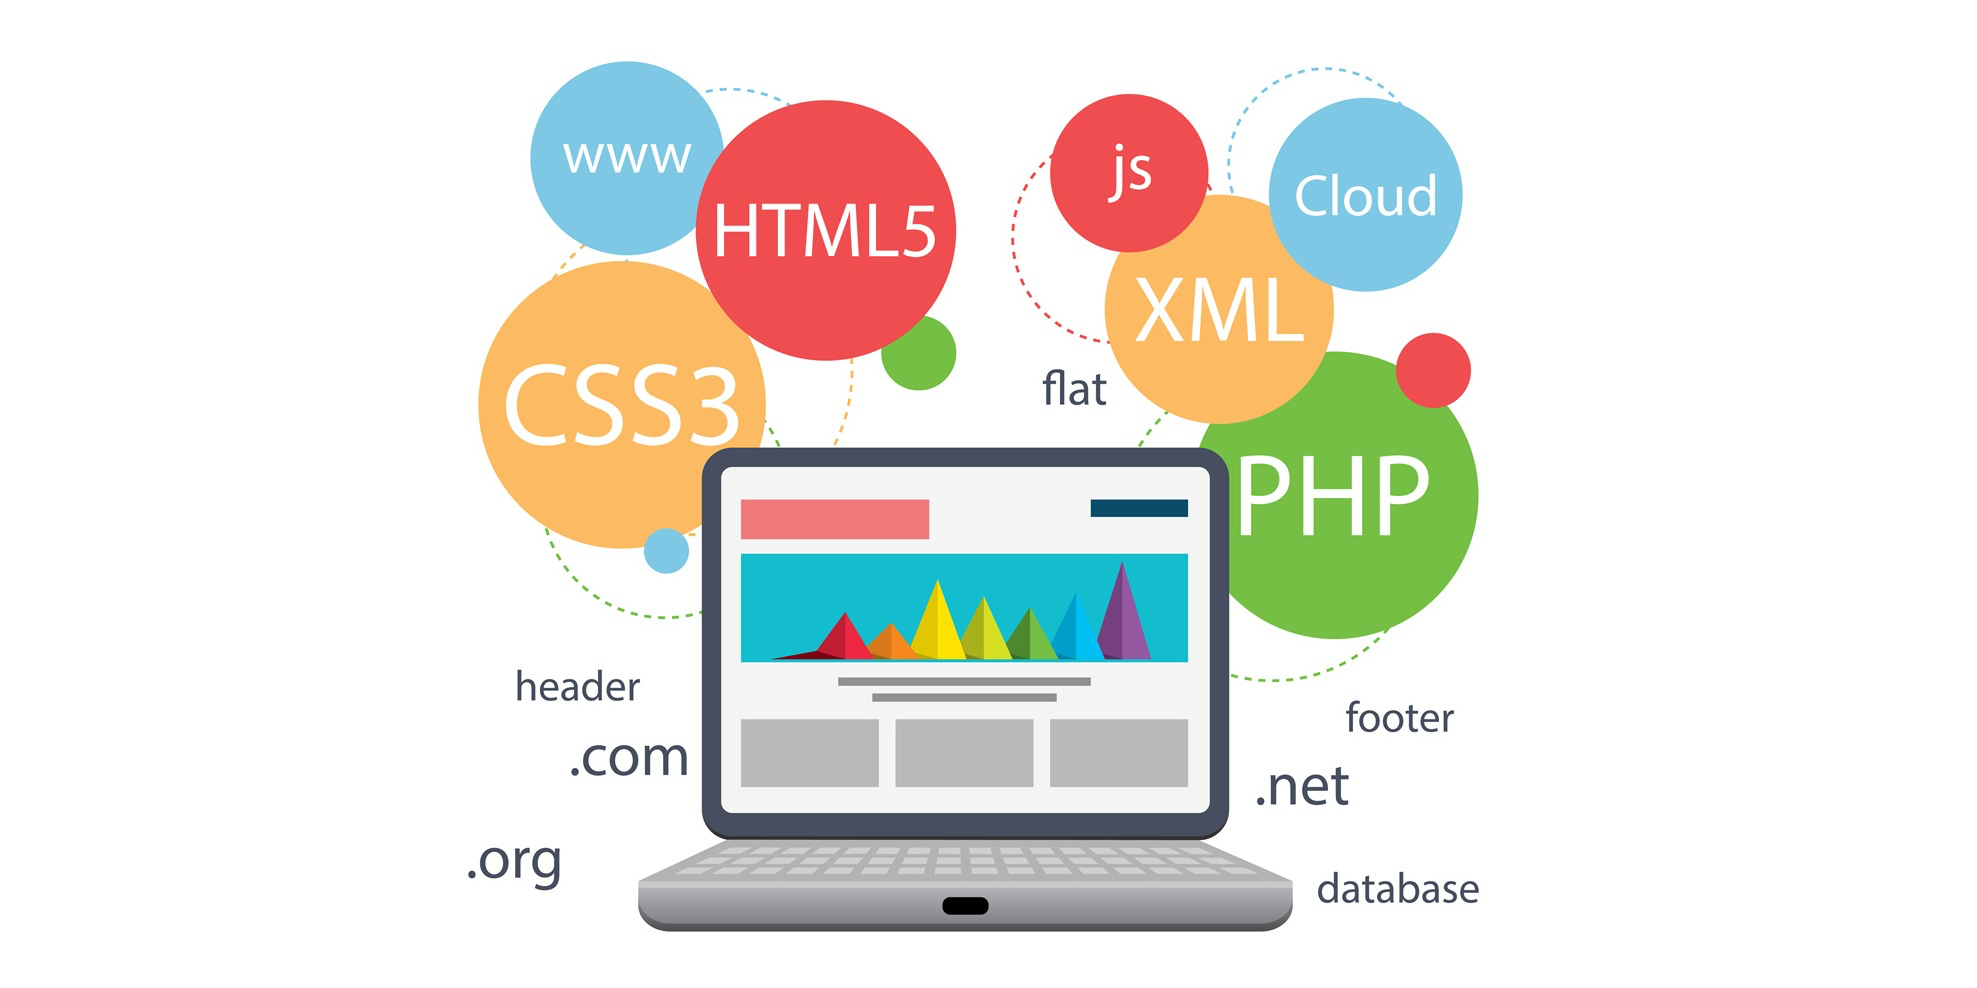 www
HTML5
CSS3
js
Cloud
XML
flat
PHP
header
.com
.org
footer
.net
database